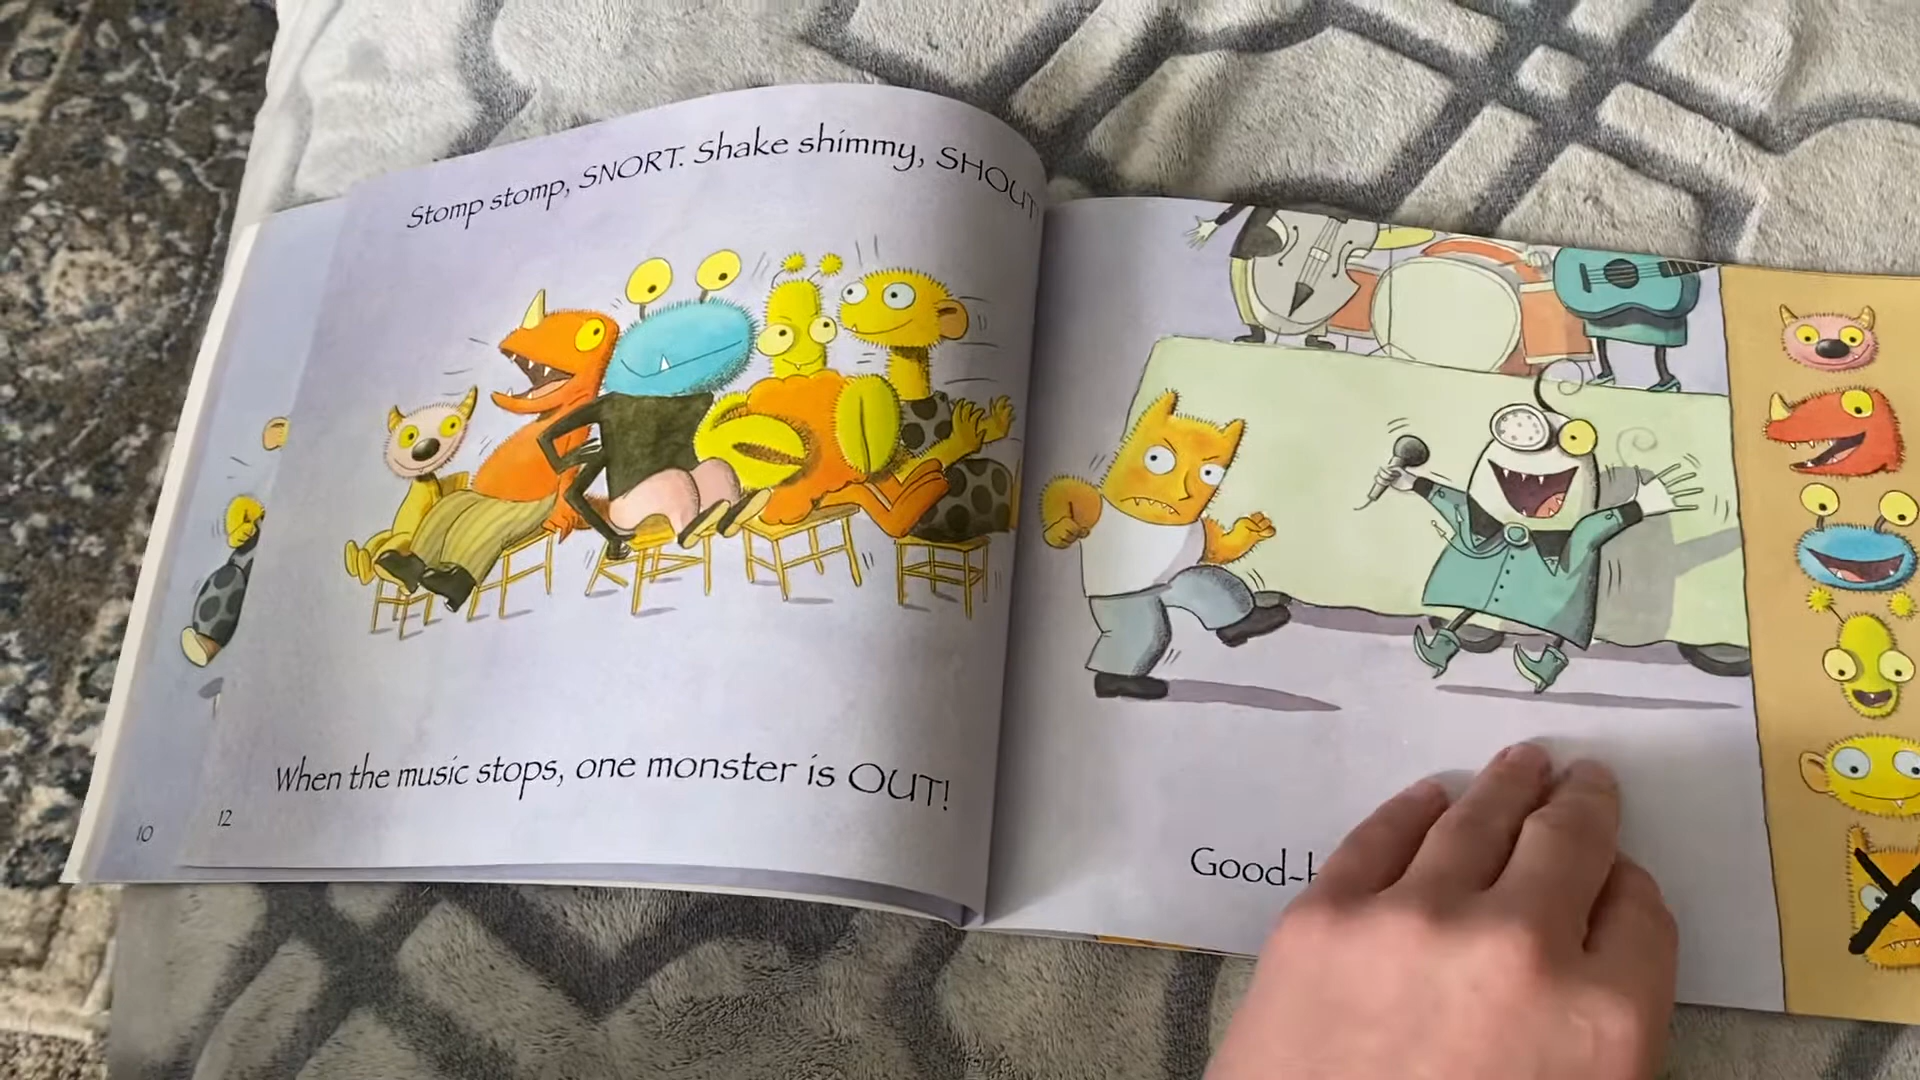 Stomp stomp, SNORT. Shake shimmy, SHOUT!
When the music stops, one monster is OUT!
10
12
Good-